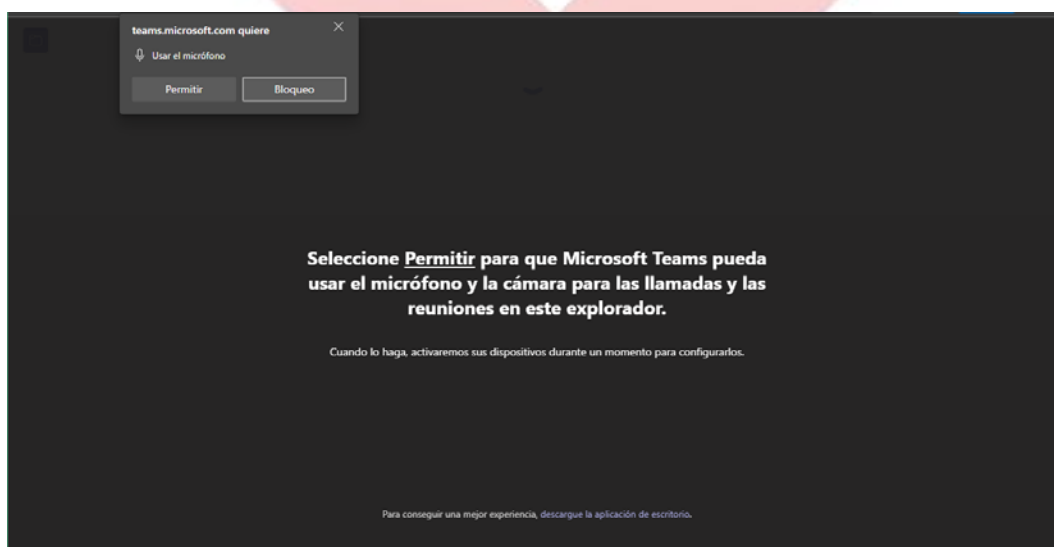 teams.microsoft.com quiere
Usar el micrófono
Permitir Bloqueo
Seleccione Permitir para que Microsoft Teams pueda
usar el micrófono y la cámara para las llamadas y las
reuniones en este explorador.
Cuando lo haga, activaremos sus dispositivos durante un momento para configurarlos.
Para conseguir una mejor experiencia, descargue la aplicación de escritorio.